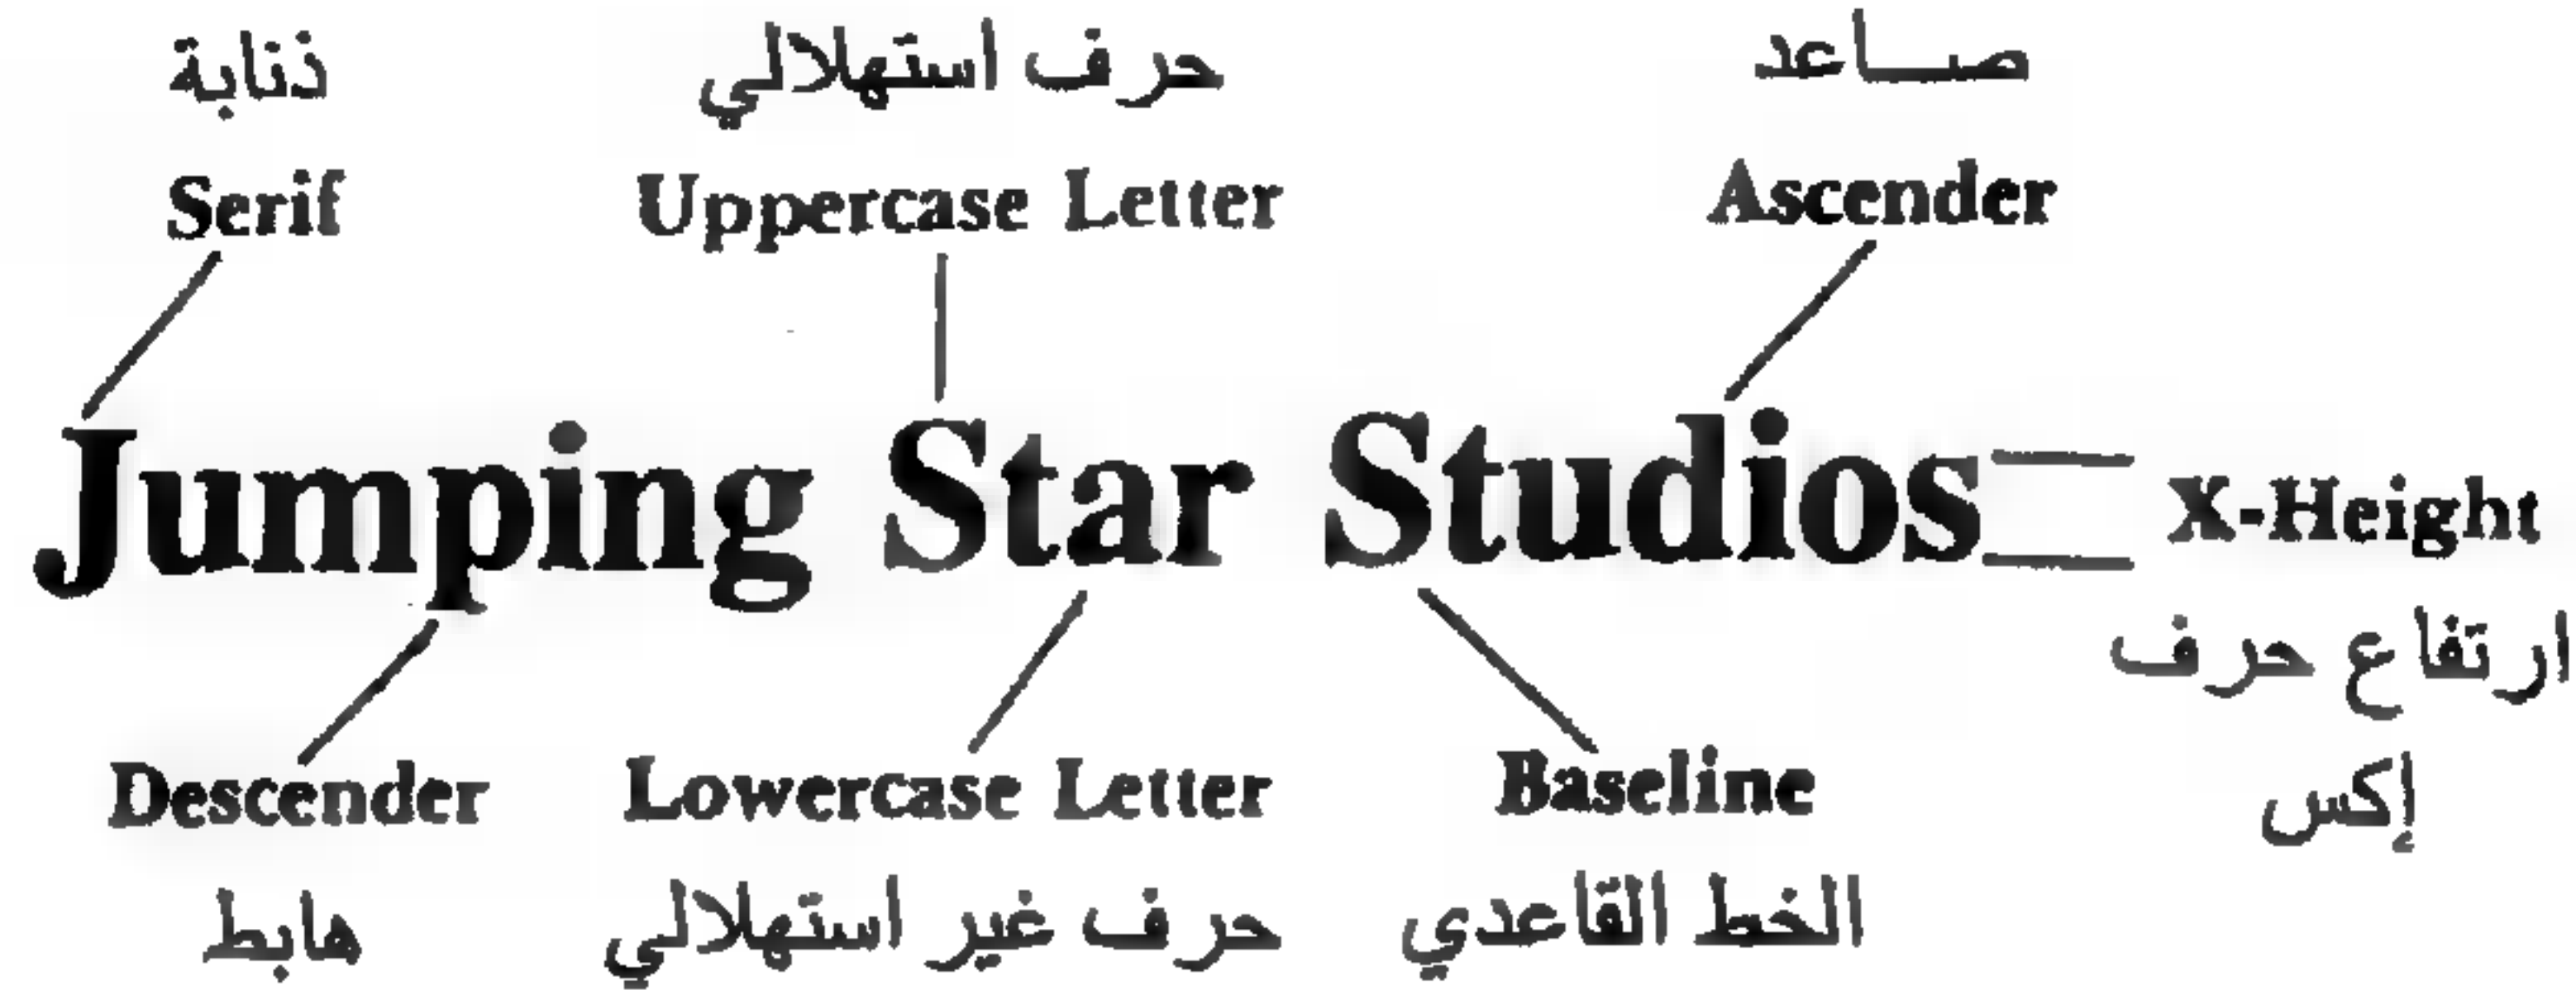 ذنابة
حرف استهلالي
صـــاعد
Serif
Uppercase Letter
Ascender
Jumping Star Studios
X-Height
ارتفاع حرف
إكس
Descender
Lowercase Letter
Baseline
هابط
حرف غير استهلالي
الخط القاعدي